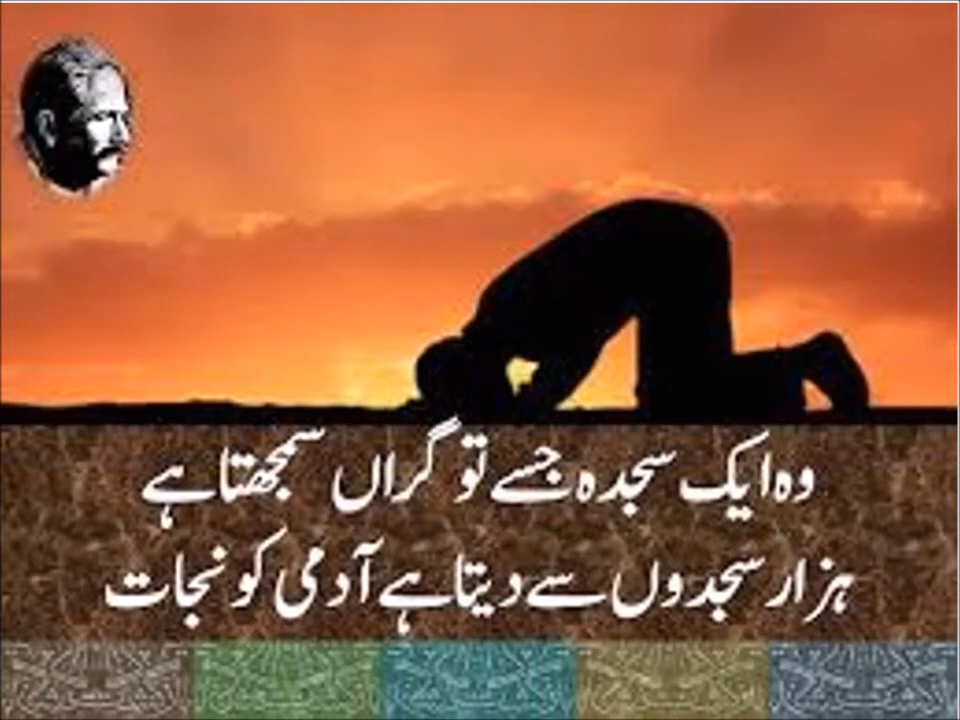 وہ ایک سجدہ جسے تو گراں سمجھتا ہے
ہزار سجدوں سے دیتا ہے آدمی کو نجات